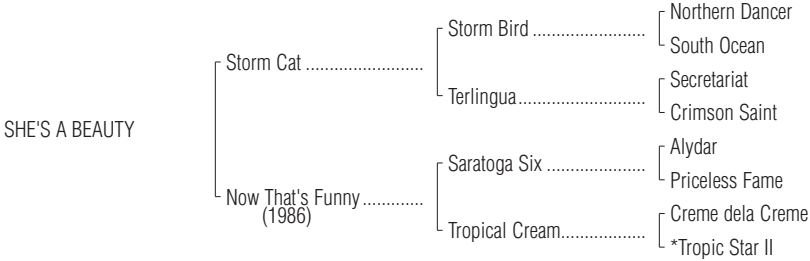 Northern Dancer
Storm Bird ........................
South Ocean
Storm Cat .........................
Secretariat
Terlingua...........................
Crimson Saint
SHE'S A BEAUTY
Alydar
Saratoga Six .....................
Priceless Fame
Now That's Funny.............
(1986)
Creme dela Creme
Tropical Cream..................
*Tropic Star II